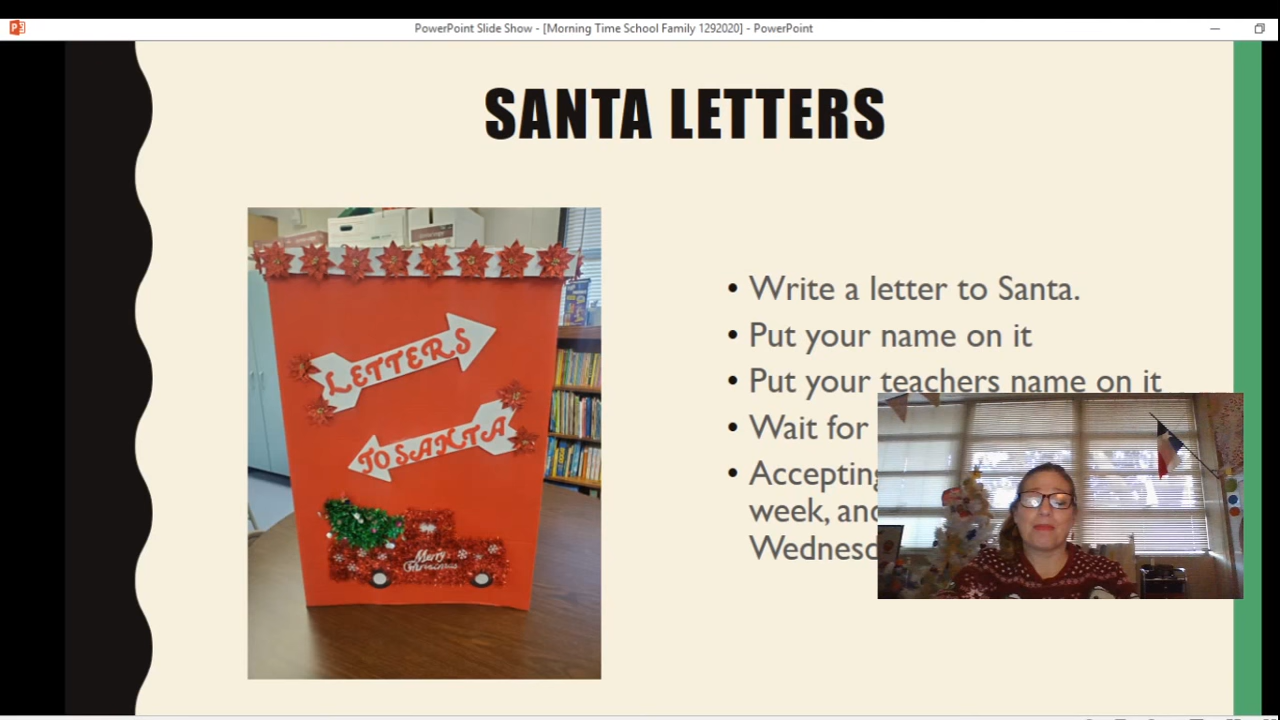 PowerPoint Slide Show - [Morning Time School Family 1292020] - PowerPoint
SANTA LETTERS
LETTERS
TO SANTA
Merry
Christmas
• Write a letter to Santa.
• Put your name on it
• Put your teachers name on it
• Wait for
• Accepting
week, and
Wednesd